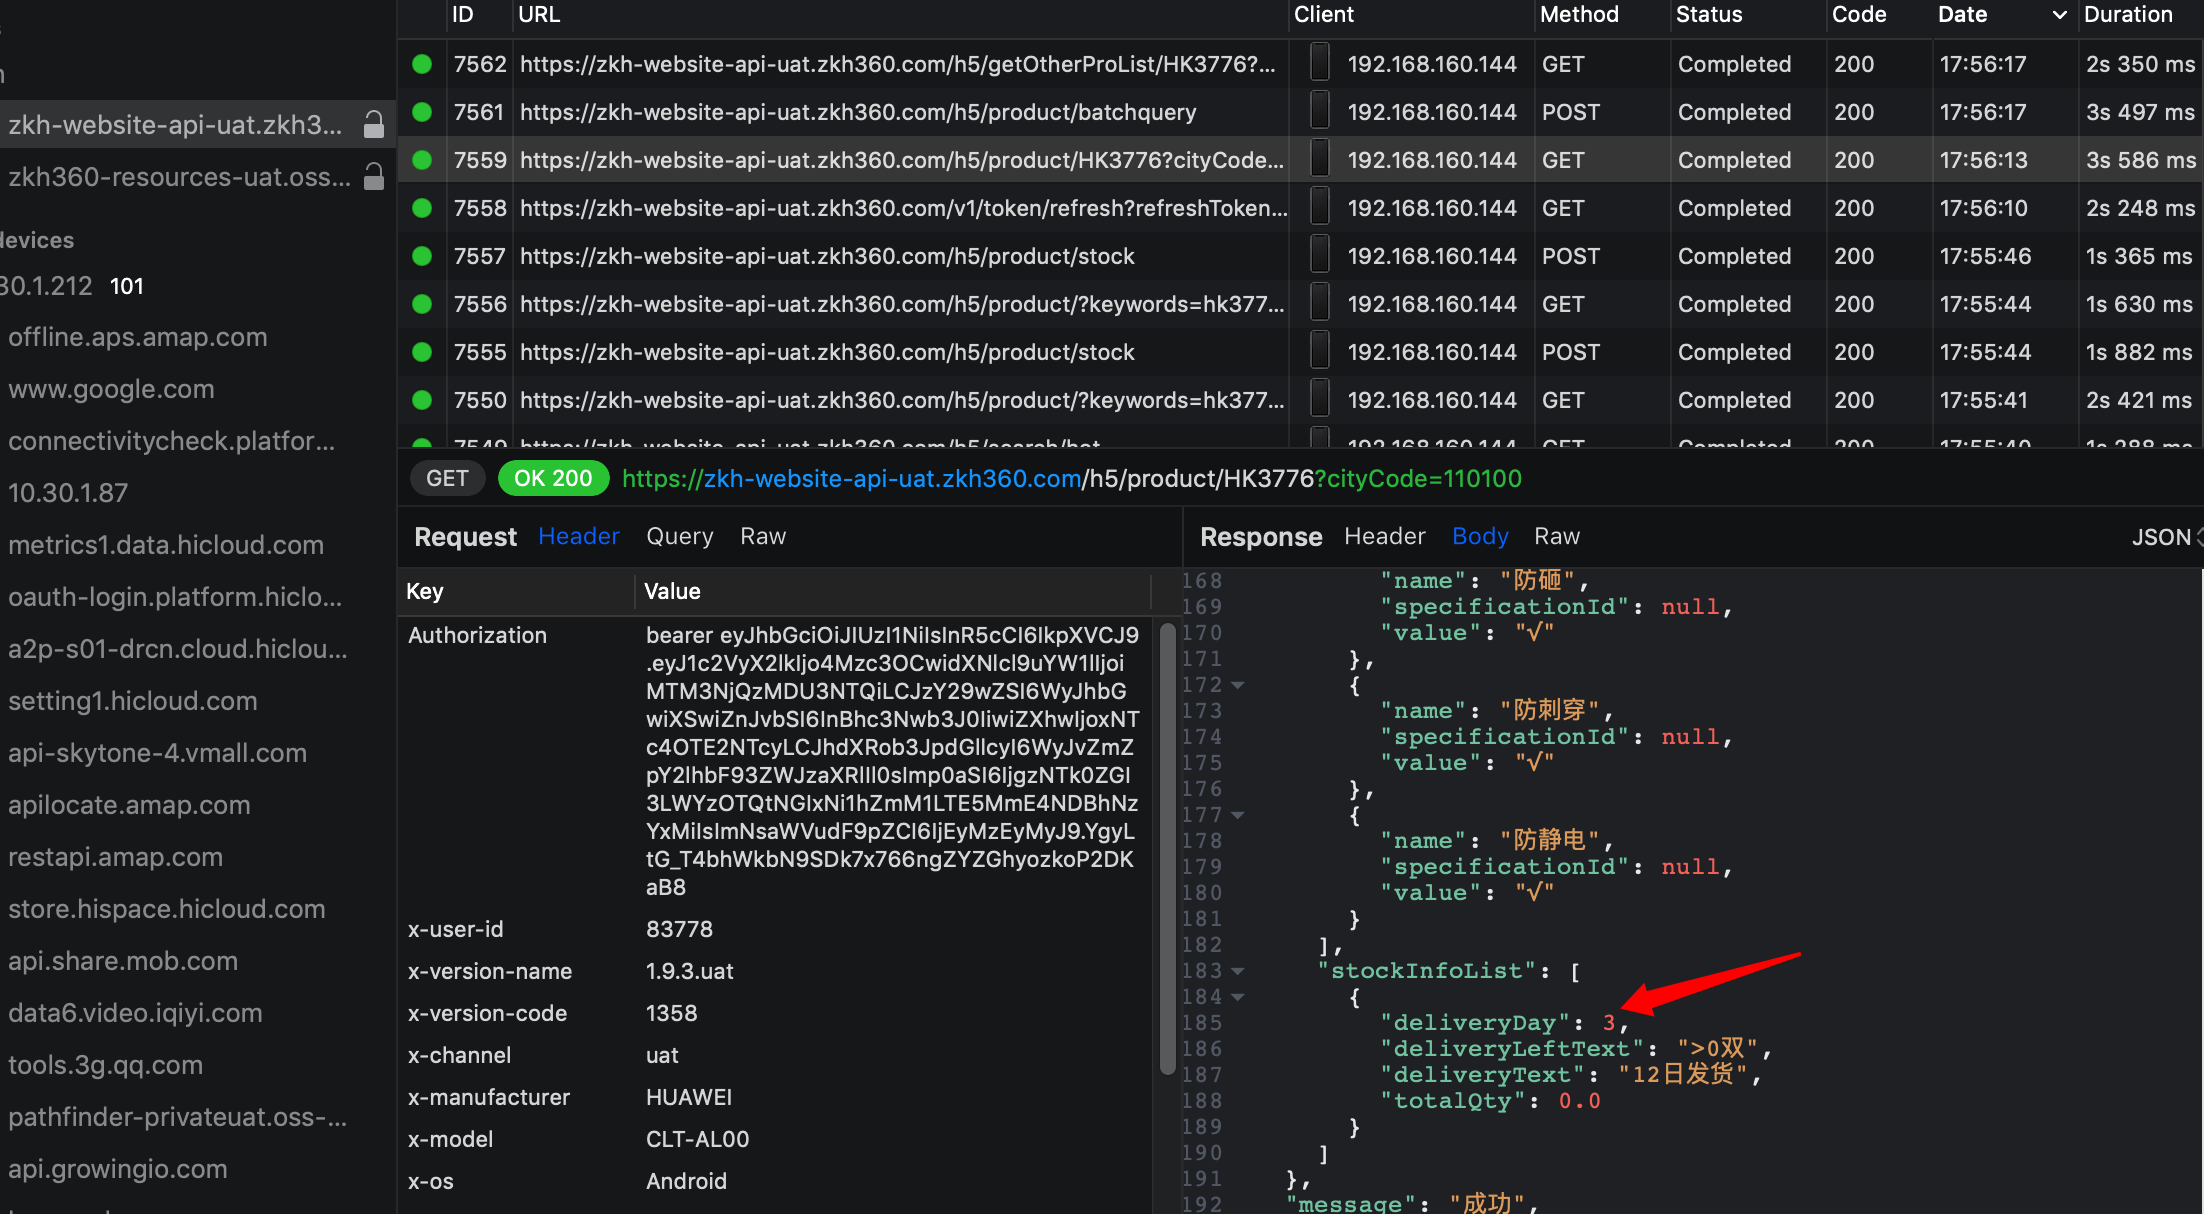 ID URL Client Method Status Code Date Duration
7562 https://zkh-website-api-uat.zkh360.com/h5/getOtherProList/HK3776?... 192.168.160.144 GET Completed 200 17:56:17 2s 350 ms
7561 https://zkh-website-api-uat.zkh360.com/h5/product/batchquery 192.168.160.144 POST Completed 200 17:56:17 3s 497 ms
7559 https://zkh-website-api-uat.zkh360.com/h5/product/HK3776?cityCode... 192.168.160.144 GET Completed 200 17:56:13 3s 586 ms
7558 https://zkh-website-api-uat.zkh360.com/v1/token/refresh?refreshToken... 192.168.160.144 GET Completed 200 17:56:10 2s 248 ms
7557 https://zkh-website-api-uat.zkh360.com/h5/product/stock 192.168.160.144 POST Completed 200 17:55:46 1s 365 ms
7556 https://zkh-website-api-uat.zkh360.com/h5/product/?keywords=hk377... 192.168.160.144 GET Completed 200 17:55:44 1s 630 ms
7555 https://zkh-website-api-uat.zkh360.com/h5/product/stock 192.168.160.144 POST Completed 200 17:55:44 1s 882 ms
7550 https://zkh-website-api-uat.zkh360.com/h5/product/?keywords=hk377... 192.168.160.144 GET Completed 200 17:55:41 2s 421 ms
zkh-website-api-uat.zkh3...
zkh360-resources-uat.oss...
devices
30.1.212 101
offline.aps.amap.com
www.google.com
connectivitycheck.platfor...
10.30.1.87
metrics1.data.hicloud.com
oauth-login.platform.hiclo...
a2p-s01-drcn.cloud.hiclou...
setting1.hicloud.com
api-skytone-4.vmall.com
apilocate.amap.com
restapi.amap.com
store.hispace.hicloud.com
api.share.mob.com
data6.video.iqiyi.com
tools.3g.qq.com
pathfinder-privateuat.oss-...
api.growingio.com
GET OK 200 https://zkh-website-api-uat.zkh360.com/h5/product/HK3776?cityCode=110100
Request Header Query Raw
Key Value
Authorization bearer eyJhbGciOiJIUzI1NiIsInR5cCI6IkpXVCJ9
.eyJ1c2VyX2lkIjo4Mzc3OCwidXNlcl9uYW1lIjoi
MTM3NjQzMDU3NTQiLCJzY29wZSI6WyJhbG
wiXSwiZnJvbSI6InBhc3Nwb3J0IiwiZXhwIjoxNT
c4OTE2NTcyLCJhdXRob3JpdGllcyI6WyJvZmZ
pY2lhbF93ZWJzaXRlIl0sImp0aSI6IjgzNTk0ZGI
3LWYzOTQtNGIxNi1hZmM1LTE5MmE4NDBhNz
YxMiIsImNsaWVudF9pZCI6IjEyMzEyMyJ9.YgyL
tG_T4bhWkbN9SDk7x766ngZYZGhyozkoP2DK
aB8
x-user-id 83778
x-version-name 1.9.3.uat
x-version-code 1358
x-channel uat
x-manufacturer HUAWEI
x-model CLT-AL00
x-os Android
Response Header Body Raw JSON
168 "name": "防砸",
169 "specificationId": null,
170 "value": "√"
171 },
172 {
173 "name": "防刺穿",
174 "specificationId": null,
175 "value": "√"
176 },
177 {
178 "name": "防静电",
179 "specificationId": null,
180 "value": "√"
181 }
182 ],
183 "stockInfoList": [
184 {
185 "deliveryDay": 3,
186 "deliveryLeftText": ">0双",
187 "deliveryText": "12日发货",
188 "totalQty": 0.0
189 }
190 ]
191 },
192 "message": "成功",